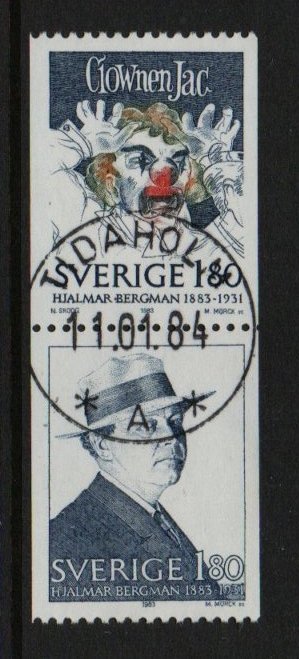 Clownen Jac.
TIDAHOLM
SVERIGE 180
HJALMAR BERGMAN 1883-1931
N. SKOOG 1983 M. MÖRCK sc
11.01.84
* A *
SVERIGE 180
HJALMAR BERGMAN 1883-1931
1983 M. MÖRCK sc